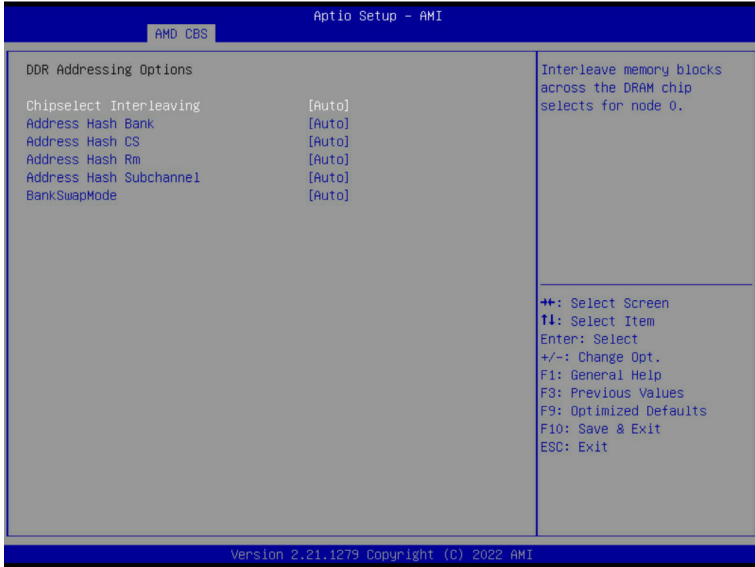 Aptio Setup – AMI
AMD CBS
DDR Addressing Options
Chipselect Interleaving [Auto]
Address Hash Bank [Auto]
Address Hash CS [Auto]
Address Hash Rm [Auto]
Address Hash Subchannel [Auto]
BankSwapMode [Auto]
Interleave memory blocks
across the DRAM chip
selects for node 0.
→←: Select Screen
↑↓: Select Item
Enter: Select
+/-: Change Opt.
F1: General Help
F3: Previous Values
F9: Optimized Defaults
F10: Save & Exit
ESC: Exit
Version 2.21.1279 Copyright (C) 2022 AMI